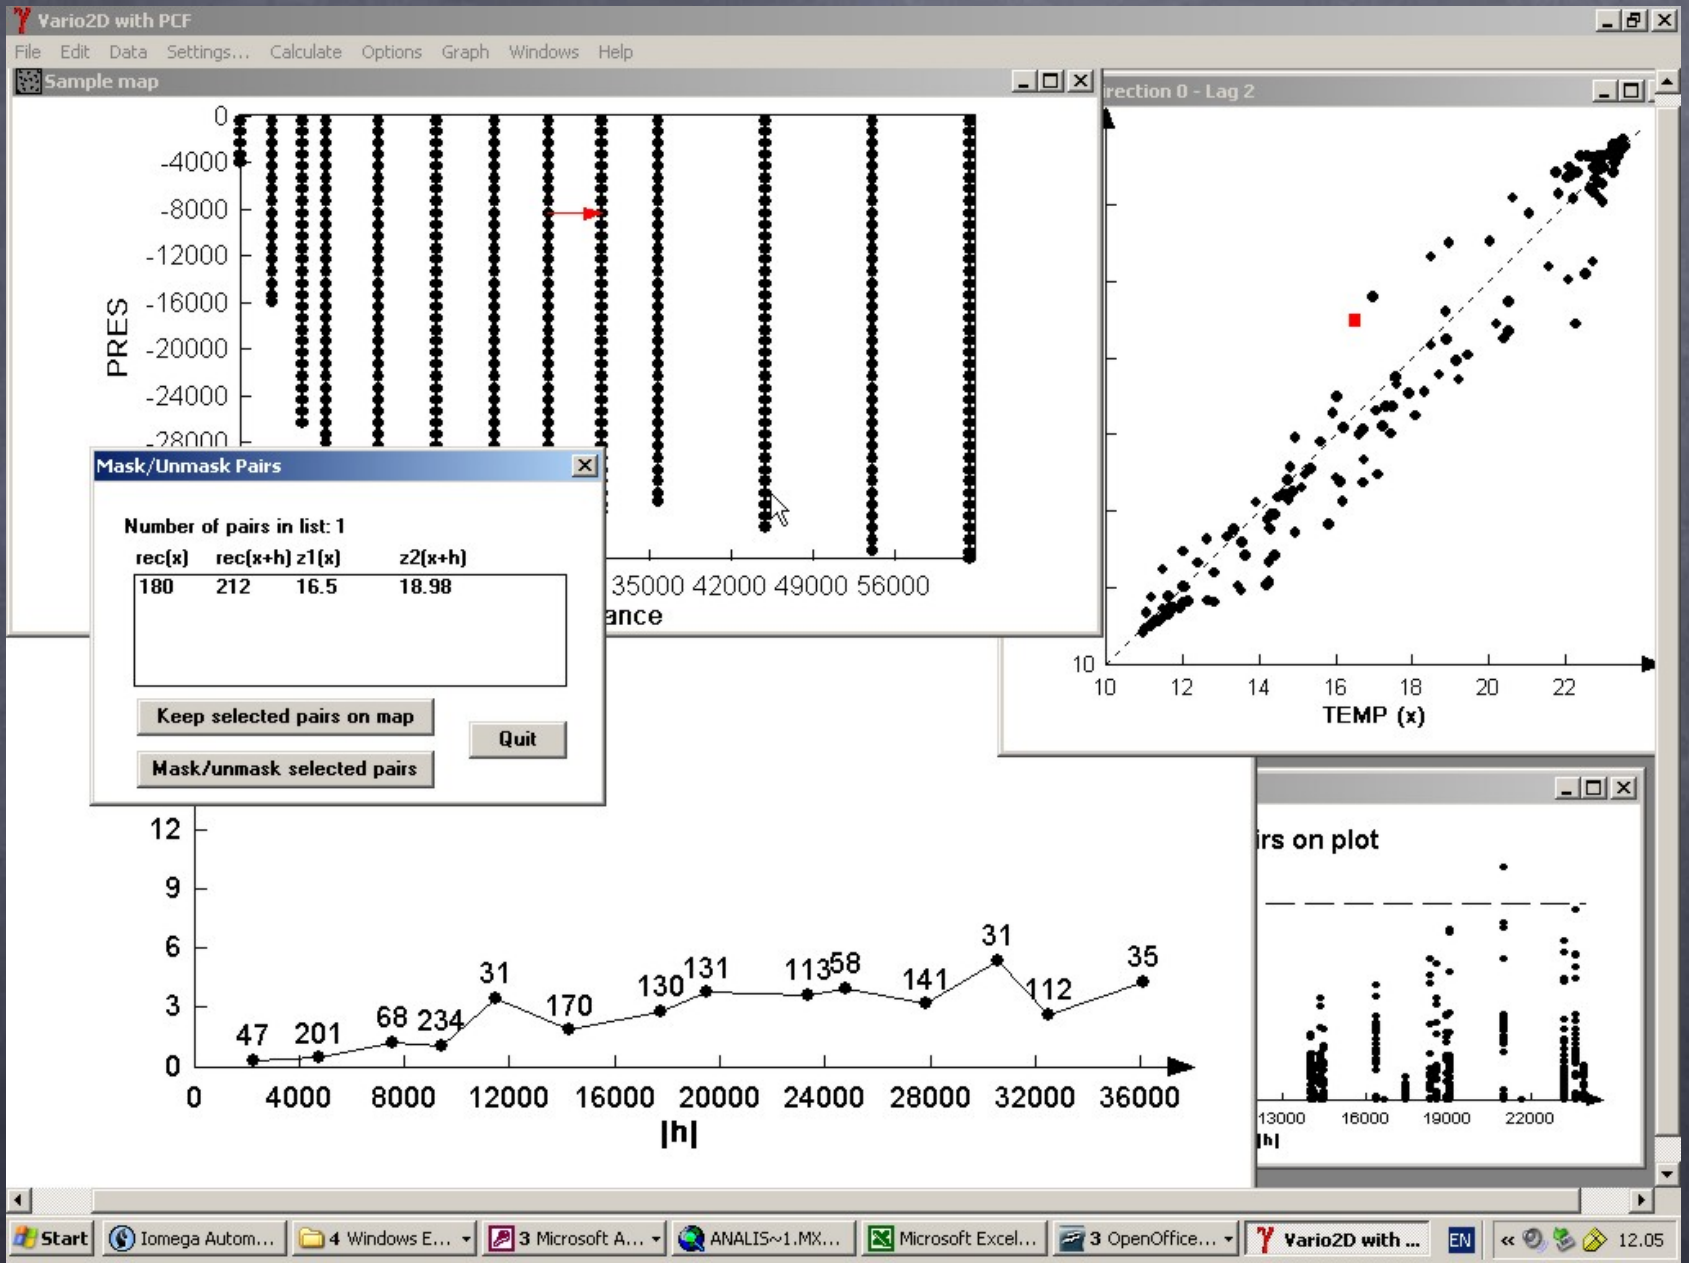 Vario2D with PCF
File Edit Data Settings... Calculate Options Graph Windows Help
Sample map
irection 0 - Lag 2
0
-4000
-8000
-12000
-16000
-20000
-24000
-28000
PRES
35000 42000 49000 56000
ance
Mask/Unmask Pairs
Number of pairs in list: 1
rec(x) rec(x+h) z1(x) z2(x+h)
180 212 16.5 18.98
Keep selected pairs on map
Quit
Mask/unmask selected pairs
10
10 12 14 16 18 20 22
TEMP (x)
12
9
6
3
0
47 201 68 234 31 170 130 131 113 58 141 31 112 35
0 4000 8000 12000 16000 20000 24000 28000 32000 36000
|h|
irs on plot
13000 16000 19000 22000
|h|
Start Iomega Autom... 4 Windows E... 3 Microsoft A... ANALIS~1.MX... Microsoft Excel... 3 OpenOffice... Vario2D with ... EN « 12.05